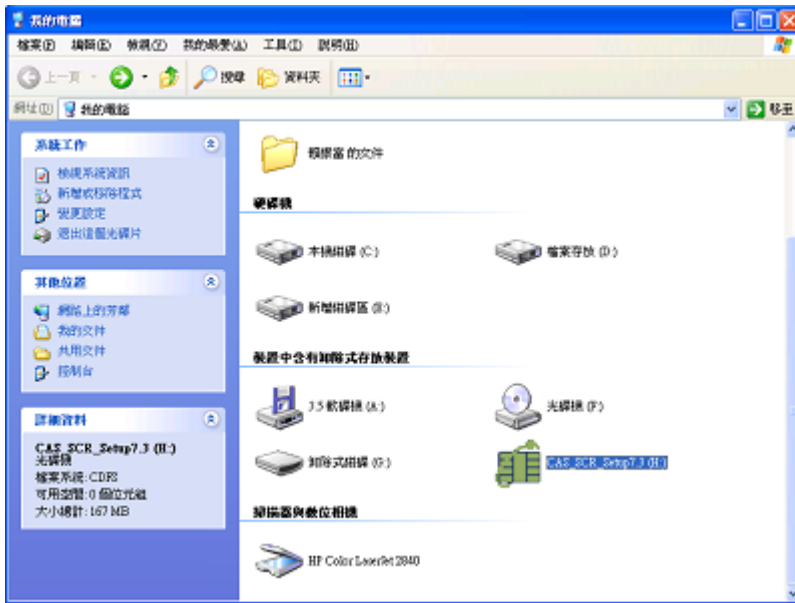 我的電腦
檔案(F) 編輯(E) 檢視(V) 我的最愛(A) 工具(T) 說明(H)
上一頁 搜尋 資料夾
網址(D) 我的電腦 移至
系統工作
檢視系統資訊
新增或移除程式
變更設定
退出這個光碟片
其他位置
網路上的芳鄰
我的文件
共用文件
控制台
詳細資料
CAS_SCR_Setup7.3 (H:)
光碟機
檔案系統: CDFS
可用空間: 0 個位元組
大小總計: 167 MB
的文件
硬碟機
本機磁碟 (C:)
檔案存放 (D:)
新增磁碟區 (E:)
裝置中含有卸除式存放裝置
3.5 軟碟機 (A:)
光碟機 (F:)
卸除式磁碟 (G:)
CAS_SCR_Setup7.3 (H:)
掃描器與數位相機
HP Color LaserJet 2840